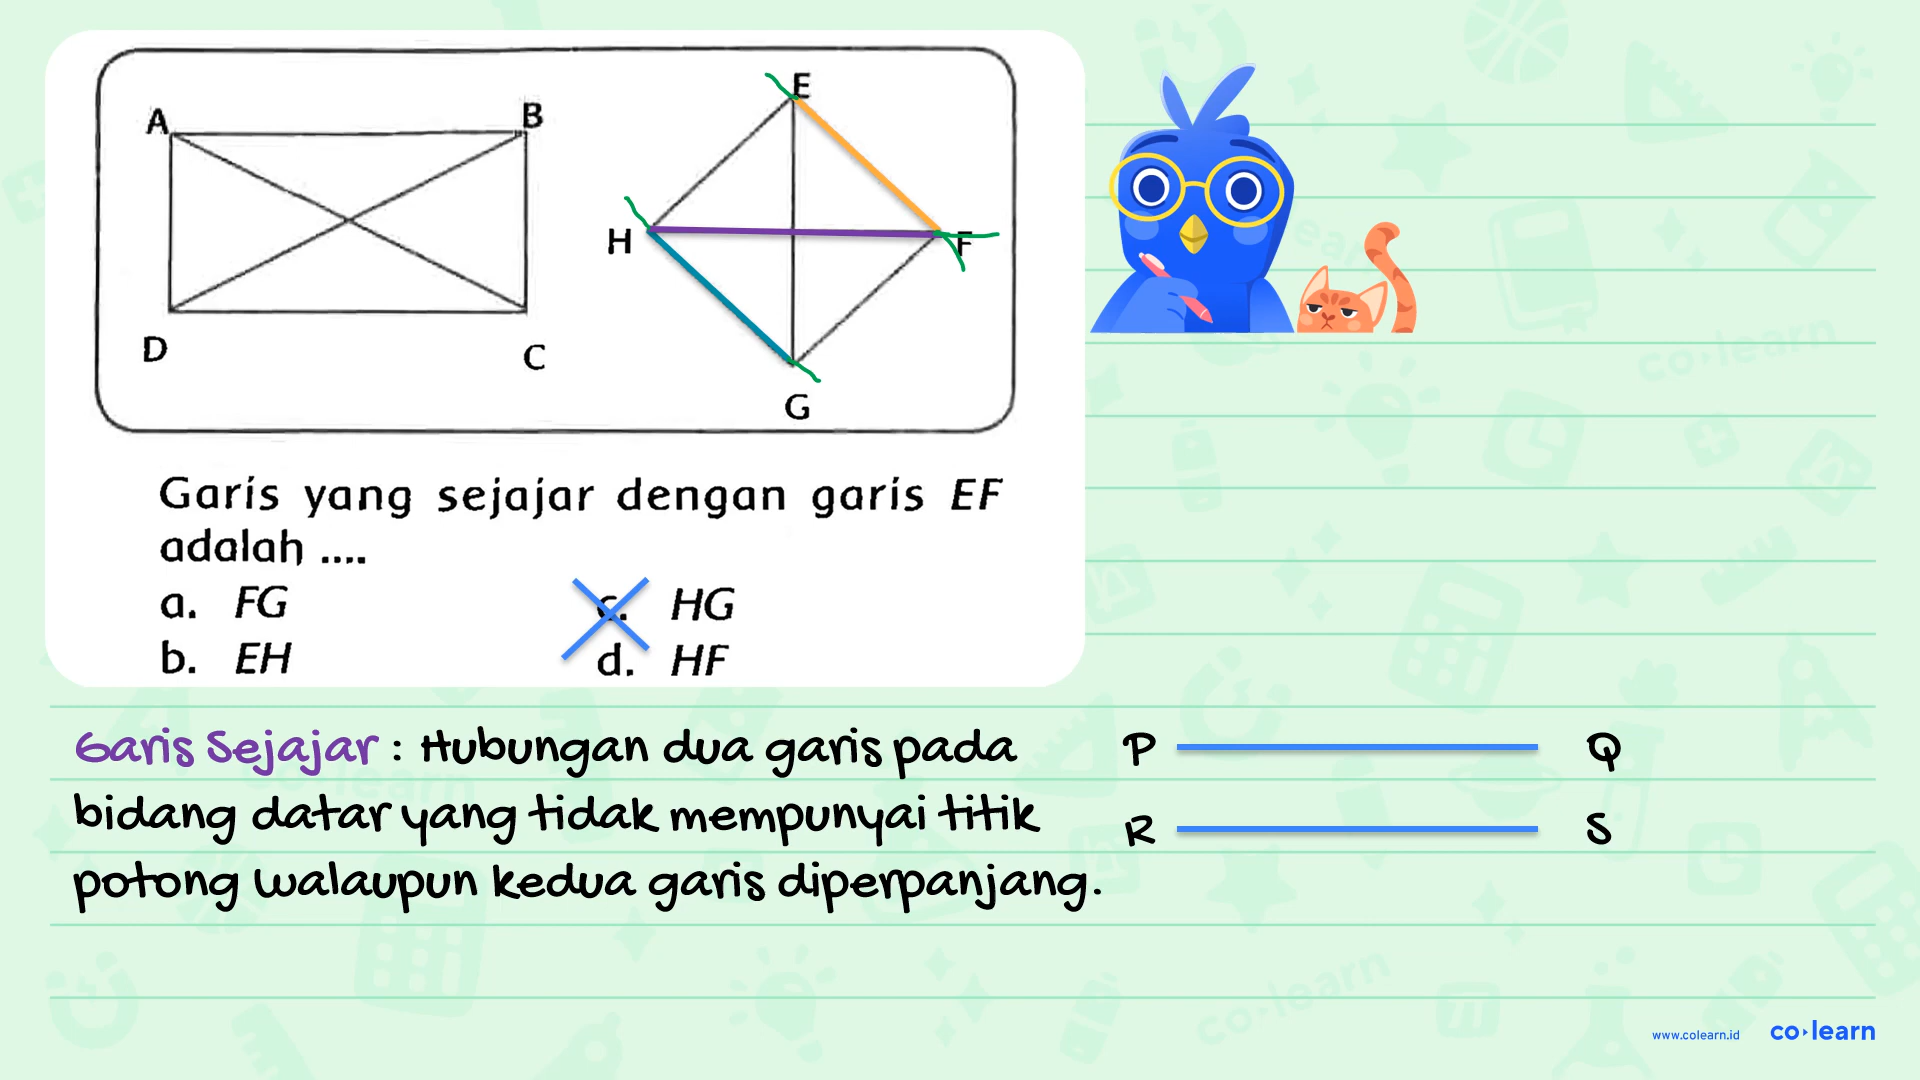 A
B
E
H
F
D
C
G
Garis yang sejajar dengan garis EF
adalah ....
a. FG
c. HG
b. EH
d. HF
Garis Sejajar : Hubungan dua garis pada
bidang datar yang tidak mempunyai titik
potong walaupun kedua garis diperpanjang.
P
Q
R
S
www.colearn.id
co learn